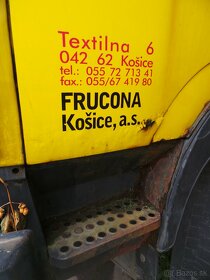 Textilna 6
042 62 Košice
tel.: 055 72 713 41
fax.: 055/67 419 80
FRUCONA
Košice, a.s.
Bazos.sk